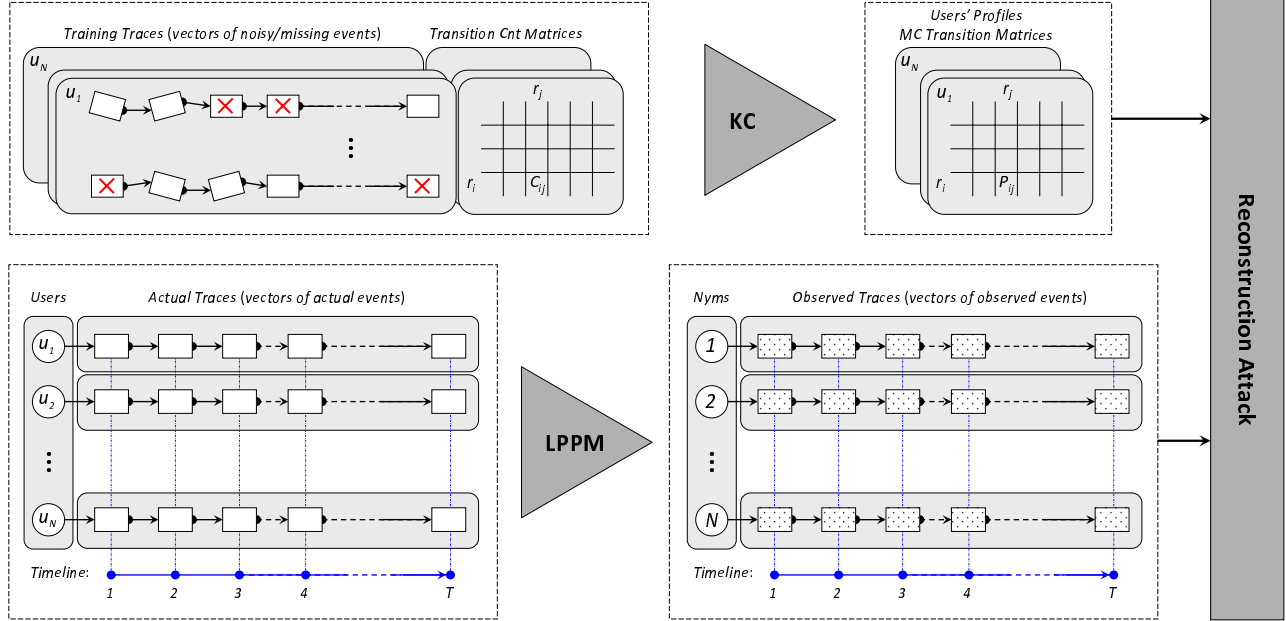 Training Traces (vectors of noisy/missing events)
Transition Cnt Matrices
u_N
u_1
r_j
r_i
C_ij
KC
Users' Profiles
MC Transition Matrices
u_N
u_1
r_j
r_i
P_ij
Reconstruction Attack
Users
Actual Traces (vectors of actual events)
u_1
u_2
u_N
Timeline:
1
2
3
4
T
LPPM
Nyms
Observed Traces (vectors of observed events)
1
2
N
Timeline:
1
2
3
4
T